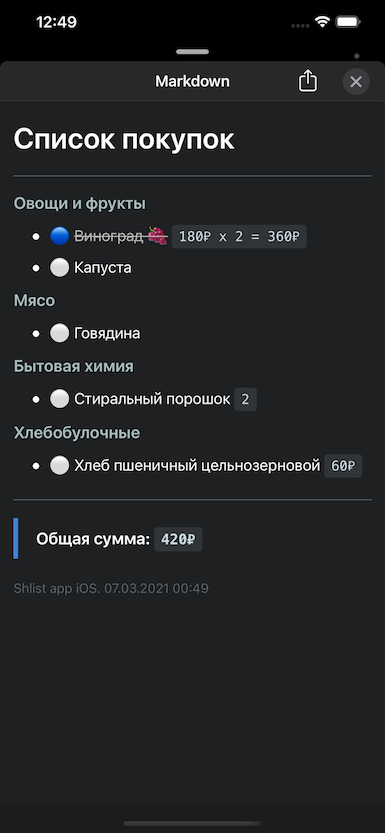 12:49
Markdown
Список покупок
Овощи и фрукты
Виноград 180₽ x 2 = 360₽
Капуста
Мясо
Говядина
Бытовая химия
Стиральный порошок 2
Хлебобулочные
Хлеб пшеничный цельнозерновой 60₽
Общая сумма: 420₽
Shlist app iOS. 07.03.2021 00:49